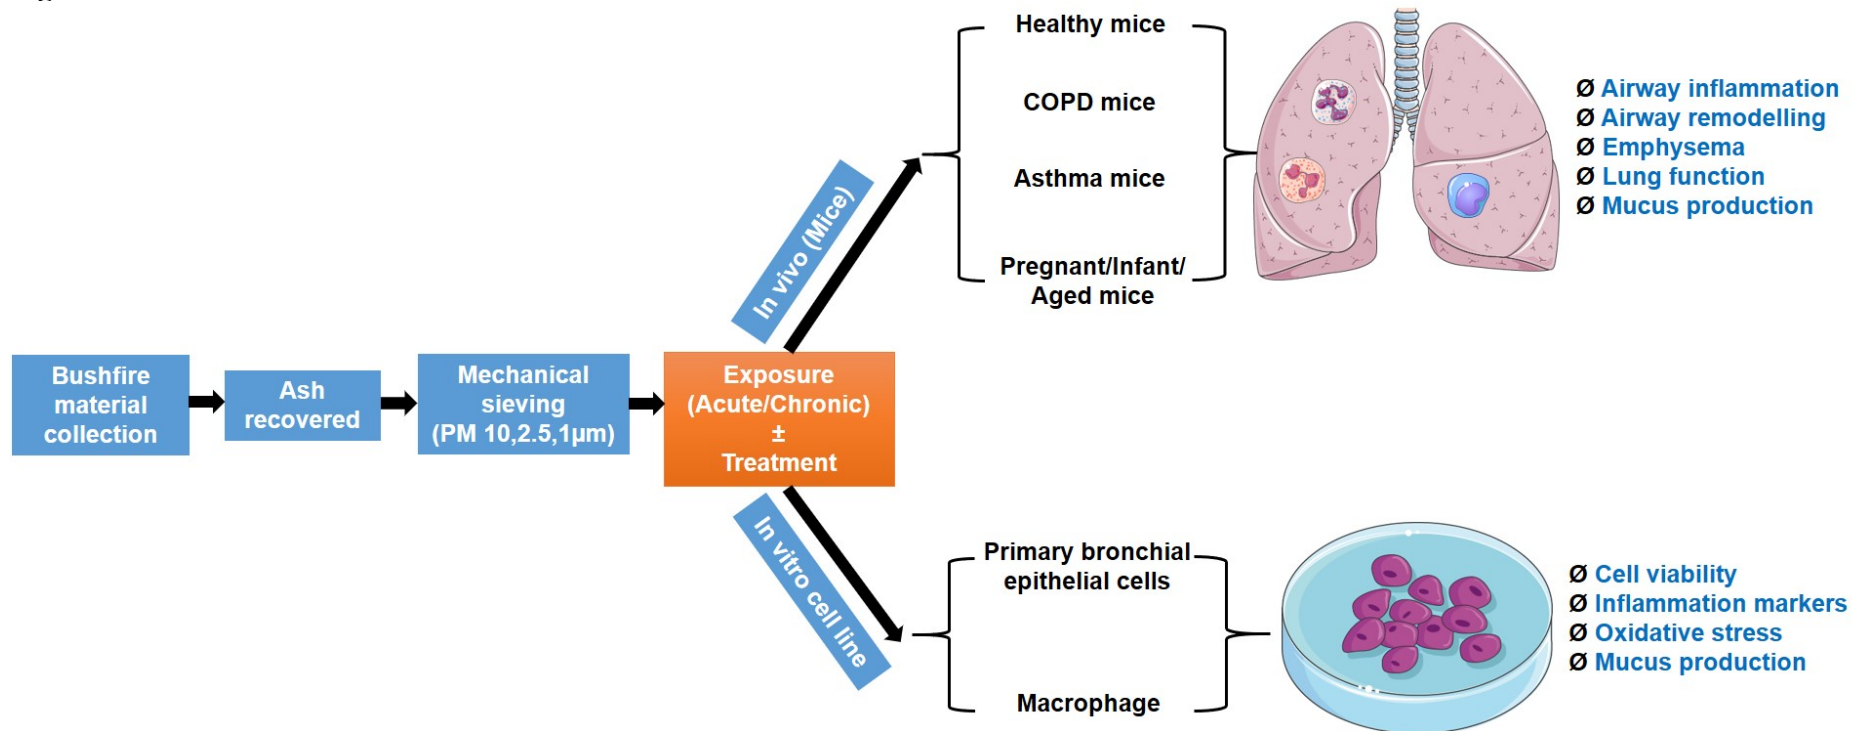 Bushfire
material
collection
Ash
recovered
Mechanical
sieving
(PM 10,2.5,1µm)
Exposure
(Acute/Chronic)
±
Treatment
In vivo (Mice)
Healthy mice
COPD mice
Asthma mice
Pregnant/Infant/
Aged mice
Ø Airway inflammation
Ø Airway remodelling
Ø Emphysema
Ø Lung function
Ø Mucus production
In vitro cell line
Primary bronchial
epithelial cells
Macrophage
Ø Cell viability
Ø Inflammation markers
Ø Oxidative stress
Ø Mucus production